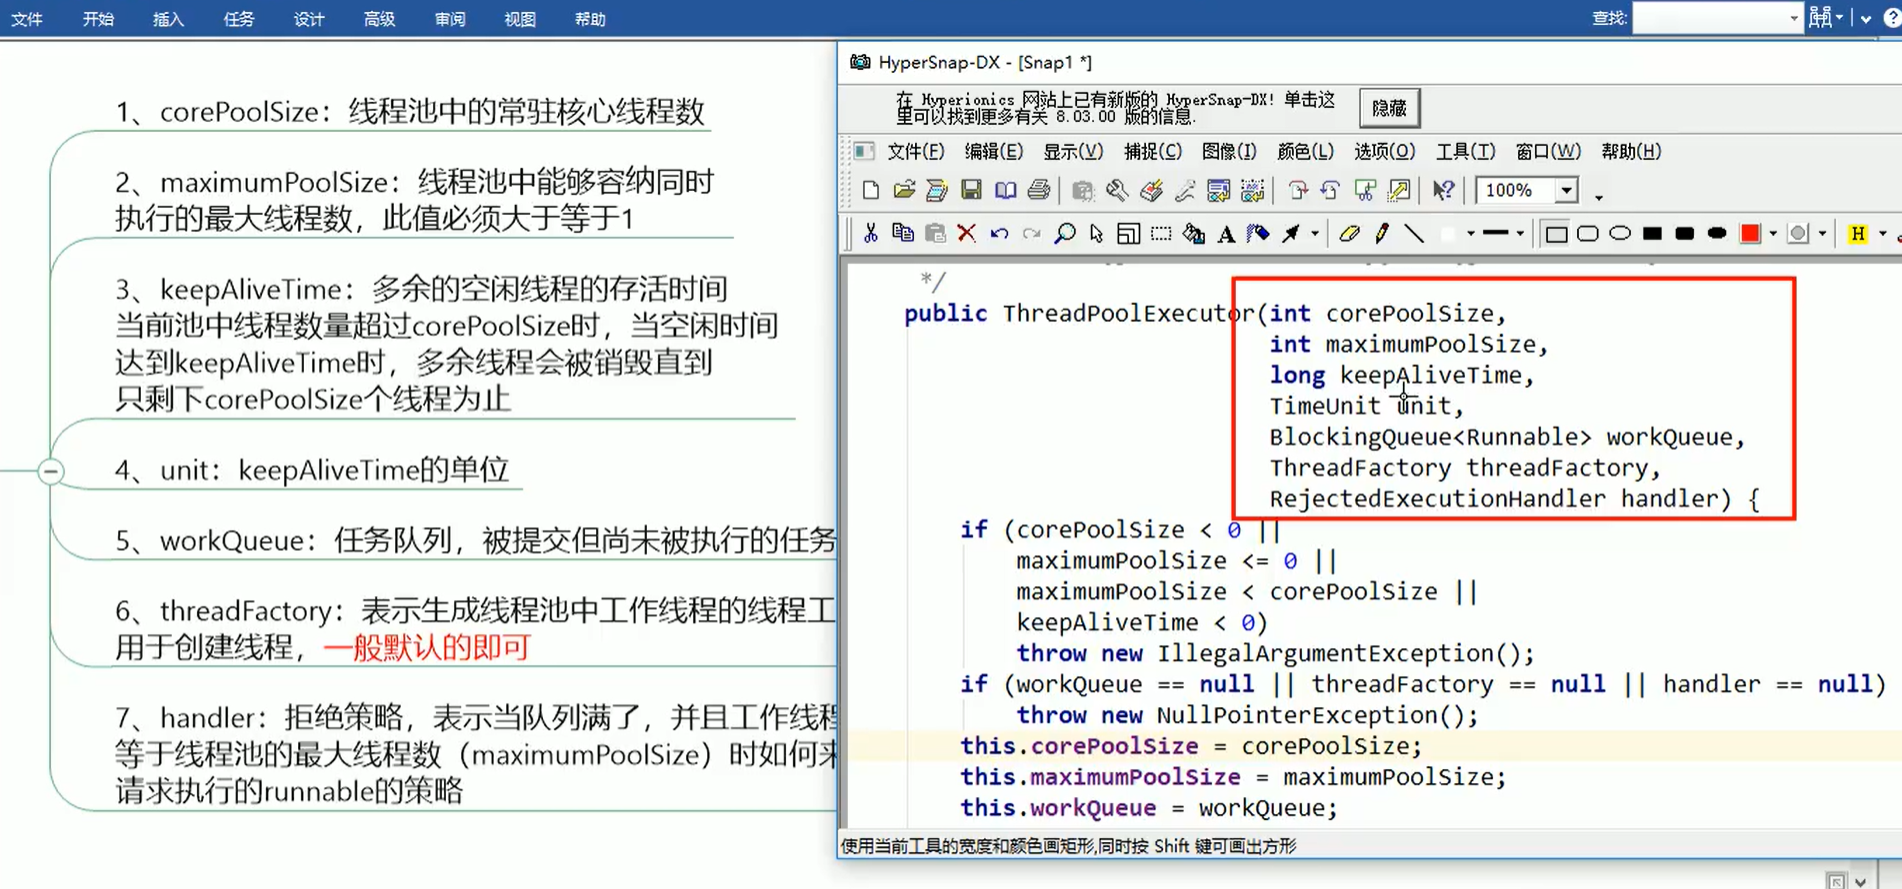 文件 开始 插入 任务 设计 高级 审阅 视图 帮助 查找:
1、corePoolSize：线程池中的常驻核心线程数
2、maximumPoolSize：线程池中能够容纳同时
执行的最大线程数，此值必须大于等于1
3、keepAliveTime：多余的空闲线程的存活时间
当前池中线程数量超过corePoolSize时，当空闲时间
达到keepAliveTime时，多余线程会被销毁直到
只剩下corePoolSize个线程为止
4、unit：keepAliveTime的单位
5、workQueue：任务队列，被提交但尚未被执行的任务
6、threadFactory：表示生成线程池中工作线程的线程工
用于创建线程，一般默认的即可
7、handler：拒绝策略，表示当队列满了，并且工作线程
等于线程池的最大线程数（maximumPoolSize）时如何来
请求执行的runnable的策略
HyperSnap-DX - [Snap1 *]
在 Hyperionics 网站上已有新版的 HyperSnap-DX! 单击这
里可以找到更多有关 8.03.00 版的信息.
隐藏
文件(F) 编辑(E) 显示(V) 捕捉(C) 图像(I) 颜色(L) 选项(O) 工具(T) 窗口(W) 帮助(H)
100%
*/
public ThreadPoolExecutor(int corePoolSize,
int maximumPoolSize,
long keepAliveTime,
TimeUnit unit,
BlockingQueue<Runnable> workQueue,
ThreadFactory threadFactory,
RejectedExecutionHandler handler) {
if (corePoolSize < 0 ||
maximumPoolSize <= 0 ||
maximumPoolSize < corePoolSize ||
keepAliveTime < 0)
throw new IllegalArgumentException();
if (workQueue == null || threadFactory == null || handler == null)
throw new NullPointerException();
this.corePoolSize = corePoolSize;
this.maximumPoolSize = maximumPoolSize;
this.workQueue = workQueue;
使用当前工具的宽度和颜色画矩形,同时按 Shift 键可画出方形